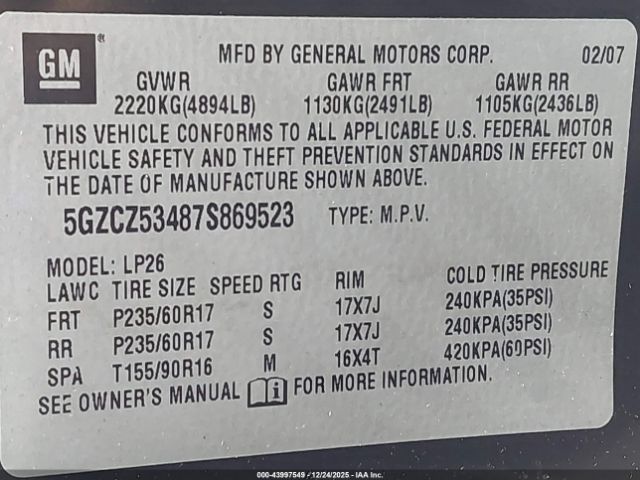 GM
MFD BY GENERAL MOTORS CORP. 02/07
GVWR GAWR FRT GAWR RR
2220KG(4894LB) 1130KG(2491LB) 1105KG(2436LB)
THIS VEHICLE CONFORMS TO ALL APPLICABLE U.S. FEDERAL MOTOR
VEHICLE SAFETY AND THEFT PREVENTION STANDARDS IN EFFECT ON
THE DATE OF MANUFACTURE SHOWN ABOVE.
5GZCZ53487S869523 TYPE: M.P.V.
MODEL: LP26
LAWC TIRE SIZE SPEED RTG RIM COLD TIRE PRESSURE
FRT P235/60R17 S 17X7J 240KPA(35PSI)
RR P235/60R17 S 17X7J 240KPA(35PSI)
SPA T155/90R16 M 16X4T 420KPA(60PSI)
SEE OWNER'S MANUAL i FOR MORE INFORMATION.
000-43997549 - 12/24/2025 - IAA Inc.